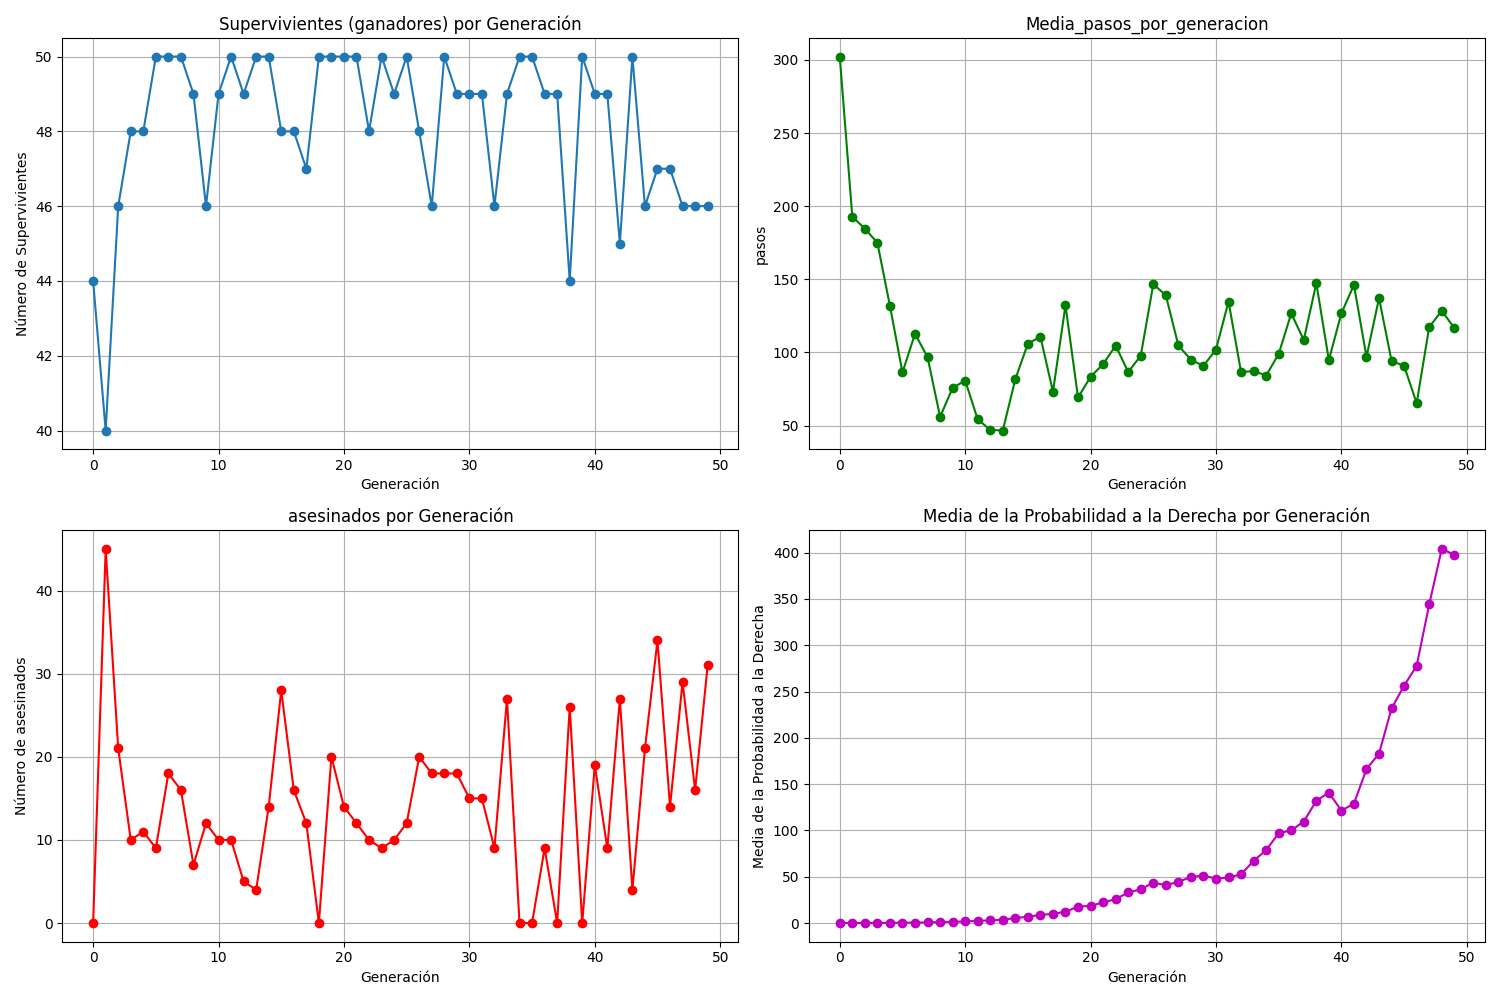 Supervivientes (ganadores) por Generación
Número de Supervivientes
50
48
46
44
42
40
0 10 20 30 40 50
Generación
Media_pasos_por_generacion
pasos
300
250
200
150
100
50
0 10 20 30 40 50
Generación
asesinados por Generación
Número de asesinados
40
30
20
10
0
0 10 20 30 40 50
Generación
Media de la Probabilidad a la Derecha por Generación
Media de la Probabilidad a la Derecha
400
350
300
250
200
150
100
50
0
0 10 20 30 40 50
Generación